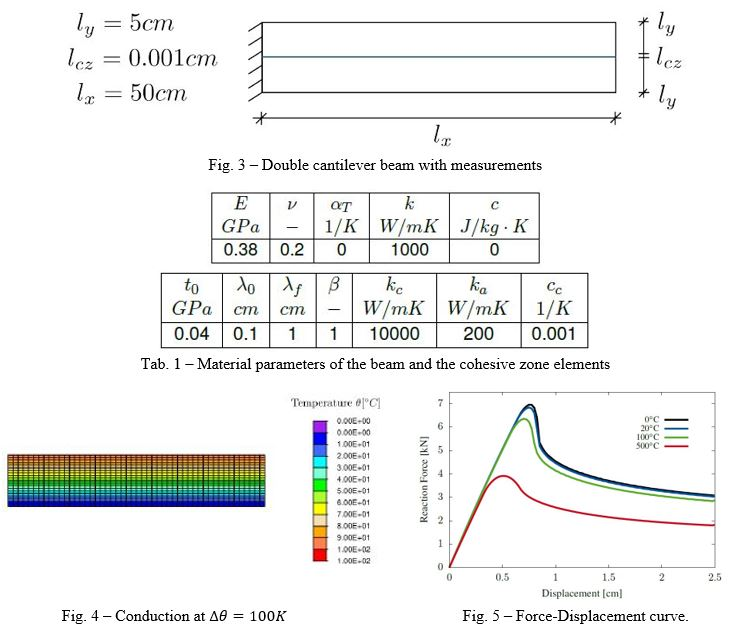 l_y = 5cm
l_cz = 0.001cm
l_x = 50cm
l_y
l_cz
l_y
l_x
Fig. 3 – Double cantilever beam with measurements
E ν α_T k c
GPa – 1/K W/mK J/kg · K
0.38 0.2 0 1000 0
t_0 λ_0 λ_f β k_c k_a c_c
GPa cm cm – W/mK W/mK 1/K
0.04 0.1 1 1 10000 200 0.001
Tab. 1 – Material parameters of the beam and the cohesive zone elements
Temperature θ[°C]
0.00E+00
0.00E+00
1.00E+01
2.00E+01
3.00E+01
4.00E+01
5.00E+01
6.00E+01
7.00E+01
8.00E+01
9.00E+01
1.00E+02
1.00E+02
Fig. 4 – Conduction at Δθ = 100K
Reaction Force [kN]
7
6
5
4
3
2
1
0
0°C
20°C
100°C
500°C
0 0.5 1 1.5 2 2.5
Displacement [cm]
Fig. 5 – Force-Displacement curve.